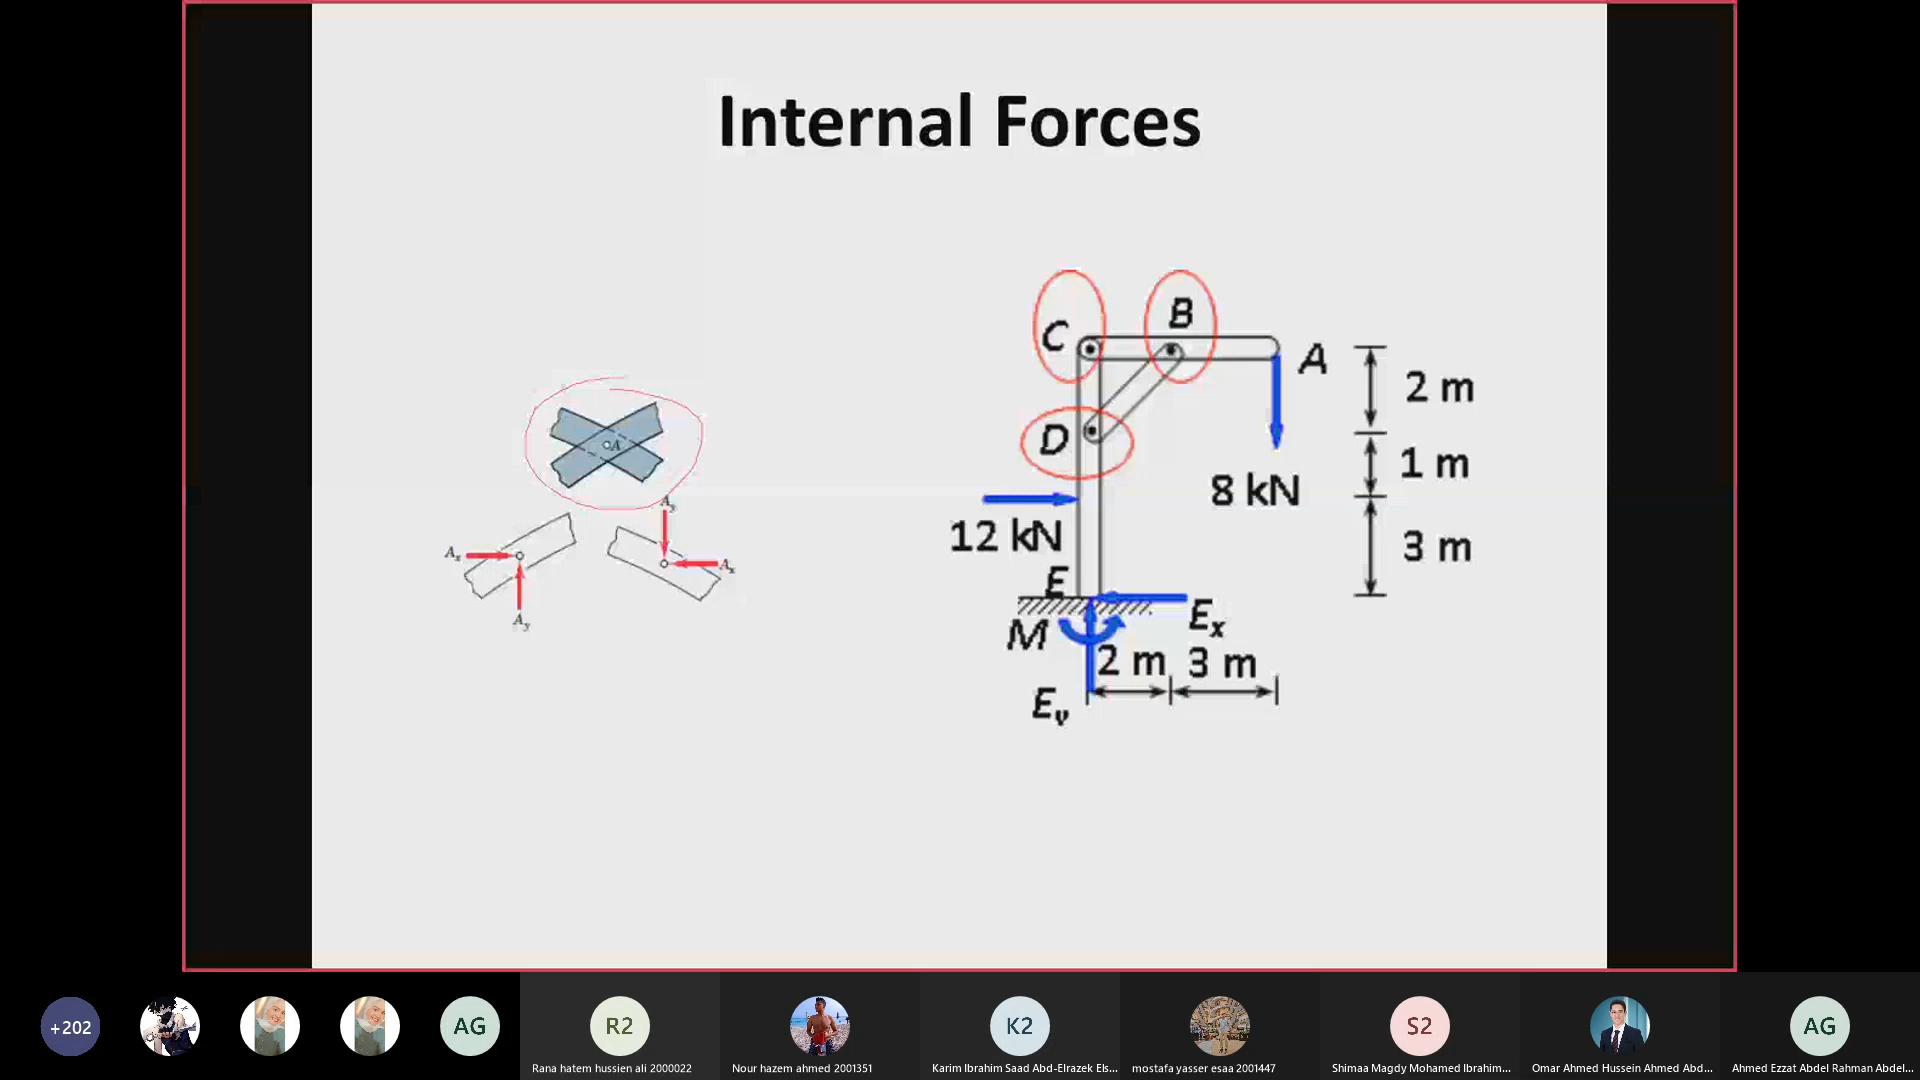 Internal Forces
C
B
A
D
2 m
1 m
3 m
8 kN
12 kN
E
M
Ex
2 m
3 m
Ev
A
Ay
Ax
Ax
Ay
+202
AG
R2
K2
S2
AG
Rana hatem hussien ali 2000022
Nour hazem ahmed 2001351
Karim Ibrahim Saad Abd-Elrazek Els...
mostafa yasser esaa 2001447
Shimaa Magdy Mohamed Ibrahim...
Omar Ahmed Hussein Ahmed Abd...
Ahmed Ezzat Abdel Rahman Abdel...